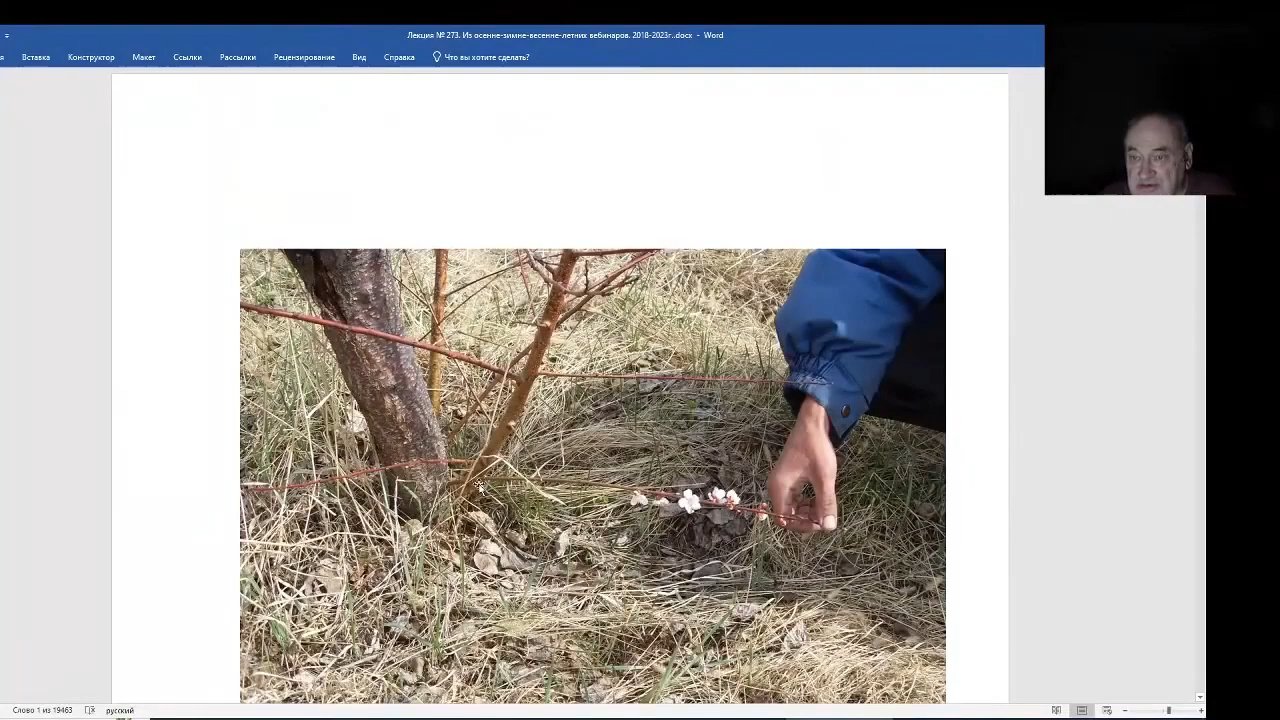 Лекция № 273. Из осенне-зимне-весенне-летних вебинаров. 2018-2023г..docx - Word
Вставка Конструктор Макет Ссылки Рассылки Рецензирование Вид Справка Что вы хотите сделать?
Слово 1 из 19463 русский